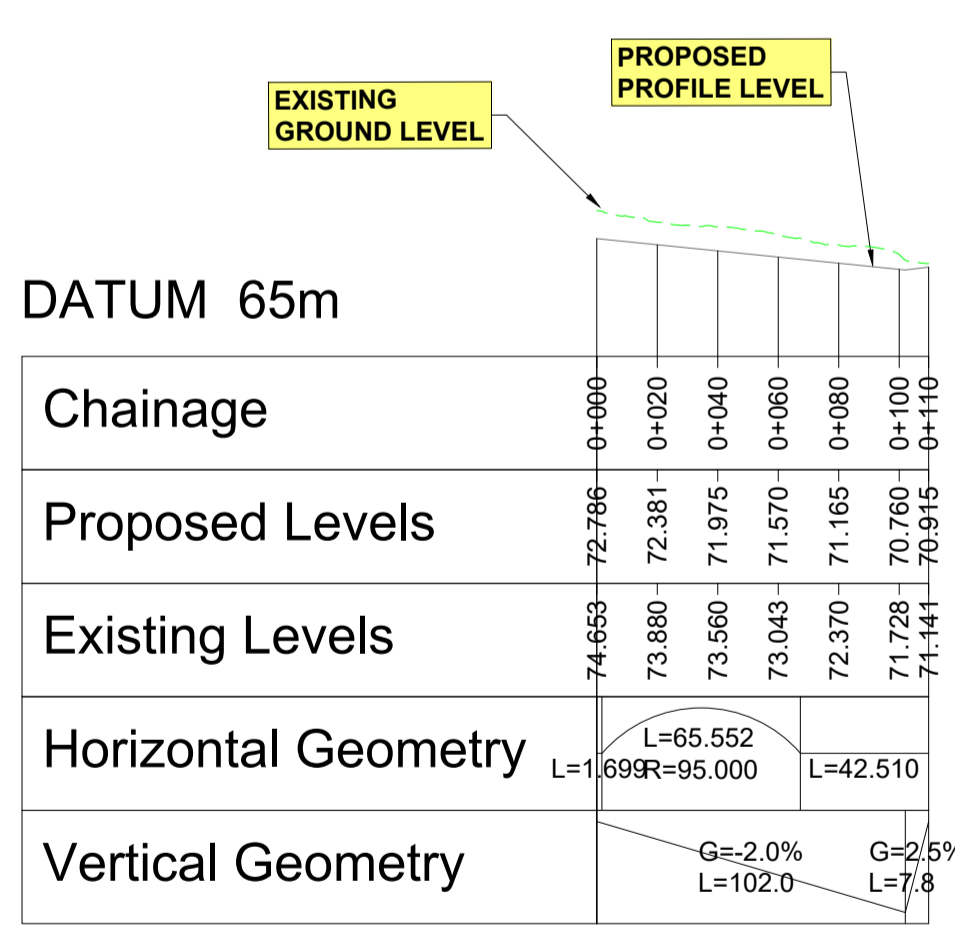 PROPOSED
PROFILE LEVEL
EXISTING
GROUND LEVEL
DATUM 65m
Chainage 0+000 0+020 0+040 0+060 0+080 0+100 0+110
Proposed Levels 72.786 72.381 71.975 71.570 71.165 70.760 70.915
Existing Levels 74.653 73.880 73.560 73.043 72.370 71.728 71.141
Horizontal Geometry L=1.699 L=65.552
R=95.000 L=42.510
Vertical Geometry G=-2.0% G=2.5%
L=102.0 L=7.8